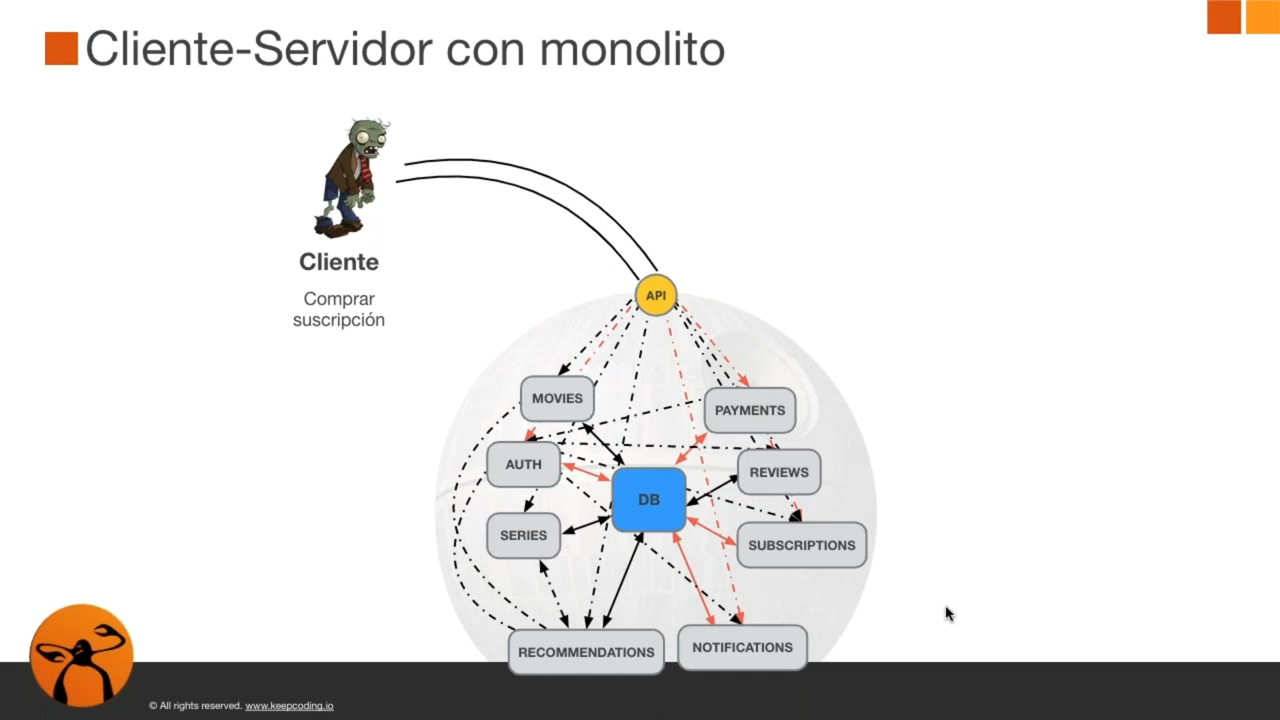 Cliente-Servidor con monolito
Cliente
Comprar
suscripción
API
MOVIES
PAYMENTS
AUTH
REVIEWS
DB
SERIES
SUBSCRIPTIONS
RECOMMENDATIONS
NOTIFICATIONS
© All rights reserved. www.keepcoding.io